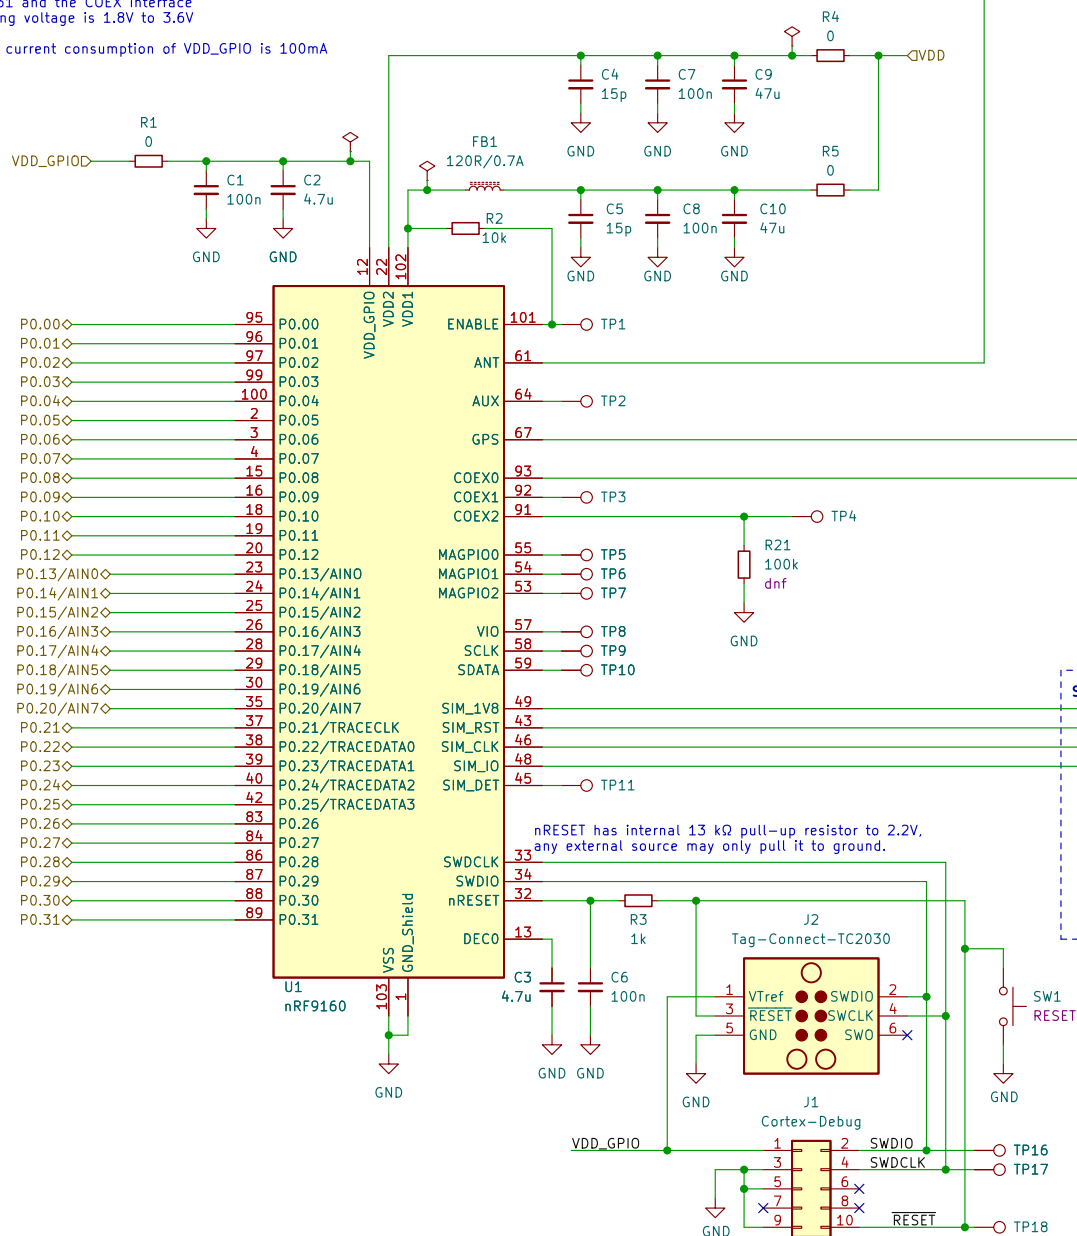 61 and the COEX interface
ng voltage is 1.8V to 3.6V
current consumption of VDD_GPIO is 100mA
R4
0
VDD
C4
15p
C7
100n
C9
47u
GND
GND
GND
R1
0
VDD_GPIO
C1
100n
C2
4.7u
GND
GND
FB1
120R/0.7A
R5
0
C5
15p
C8
100n
C10
47u
GND
GND
GND
R2
10k
12
22
102
VDD_GPIO
VDD2
VDD1
P0.00 95 P0.00
P0.01 96 P0.01
P0.02 97 P0.02
P0.03 99 P0.03
P0.04 100 P0.04
P0.05 2 P0.05
P0.06 3 P0.06
P0.07 4 P0.07
P0.08 15 P0.08
P0.09 16 P0.09
P0.10 18 P0.10
P0.11 19 P0.11
P0.12 20 P0.12
P0.13/AIN0 23 P0.13/AIN0
P0.14/AIN1 24 P0.14/AIN1
P0.15/AIN2 25 P0.15/AIN2
P0.16/AIN3 26 P0.16/AIN3
P0.17/AIN4 28 P0.17/AIN4
P0.18/AIN5 29 P0.18/AIN5
P0.19/AIN6 30 P0.19/AIN6
P0.20/AIN7 35 P0.20/AIN7
P0.21 37 P0.21/TRACECLK
P0.22 38 P0.22/TRACEDATA0
P0.23 39 P0.23/TRACEDATA1
P0.24 40 P0.24/TRACEDATA2
P0.25 42 P0.25/TRACEDATA3
P0.26 83 P0.26
P0.27 84 P0.27
P0.28 86 P0.28
P0.29 87 P0.29
P0.30 88 P0.30
P0.31 89 P0.31
ENABLE 101 TP1
ANT 61
AUX 64 TP2
GPS 67
COEX0 93
COEX1 92 TP3
COEX2 91 TP4
R21
100k
dnf
GND
MAGPIO0 55 TP5
MAGPIO1 54 TP6
MAGPIO2 53 TP7
VIO 57 TP8
SCLK 58 TP9
SDATA 59 TP10
SIM_1V8 49
SIM_RST 43
SIM_CLK 46
SIM_IO 48
SIM_DET 45 TP11
nRESET has internal 13 kΩ pull-up resistor to 2.2V,
any external source may only pull it to ground.
SWDCLK 33
SWDIO 34
nRESET 32
DEC0 13
VSS
GND_Shield
103
1
U1
nRF9160
GND
C3
4.7u
C6
100n
GND
GND
R3
1k
J2
Tag-Connect-TC2030
1 VTref SWDIO 2
3 RESET SWCLK 4
5 GND SWO 6
GND
SW1
RESET
GND
J1
Cortex-Debug
VDD_GPIO 1 2 SWDIO TP16
3 4 SWDCLK TP17
5 6
7 8
9 10 RESET TP18
GND